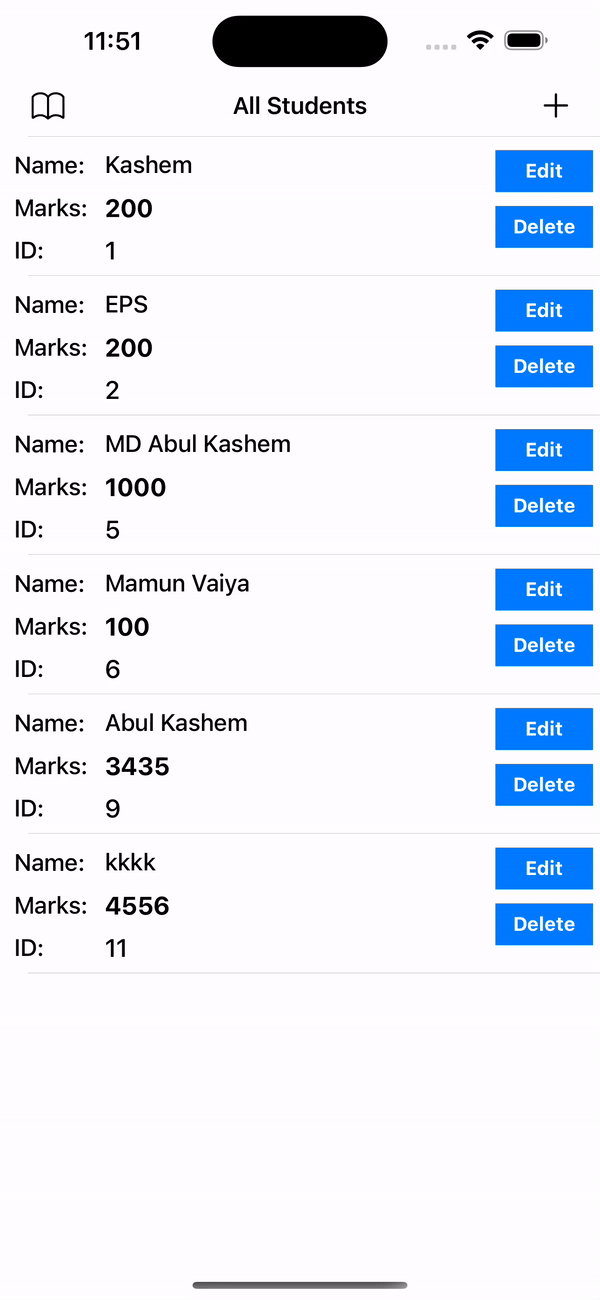 11:51
All Students
Name: Kashem Edit
Marks: 200
ID: 1 Delete
Name: EPS Edit
Marks: 200
ID: 2 Delete
Name: MD Abul Kashem Edit
Marks: 1000
ID: 5 Delete
Name: Mamun Vaiya Edit
Marks: 100
ID: 6 Delete
Name: Abul Kashem Edit
Marks: 3435
ID: 9 Delete
Name: kkkk Edit
Marks: 4556
ID: 11 Delete